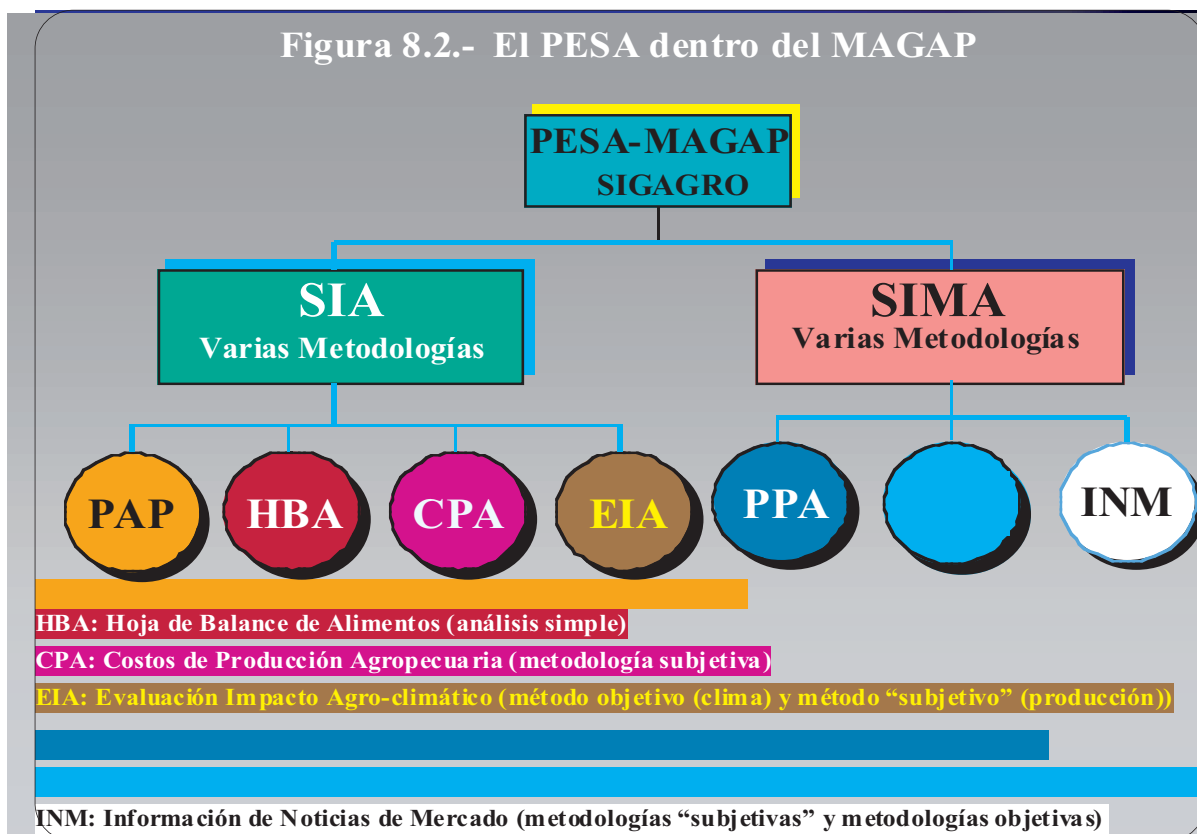 Figura 8.2.- El PESA dentro del MAGAP
PESA-MAGAP
SIGAGRO
SIA
Varias Metodologías
SIMA
Varias Metodologías
PAP
HBA
CPA
EIA
PPA
INM
HBA: Hoja de Balance de Alimentos (análisis simple)
CPA: Costos de Producción Agropecuaria (metodología subjetiva)
EIA: Evaluación Impacto Agro-climático (método objetivo (clima) y método “subjetivo” (producción))
INM: Información de Noticias de Mercado (metodologías “subjetivas” y metodologías objetivas)